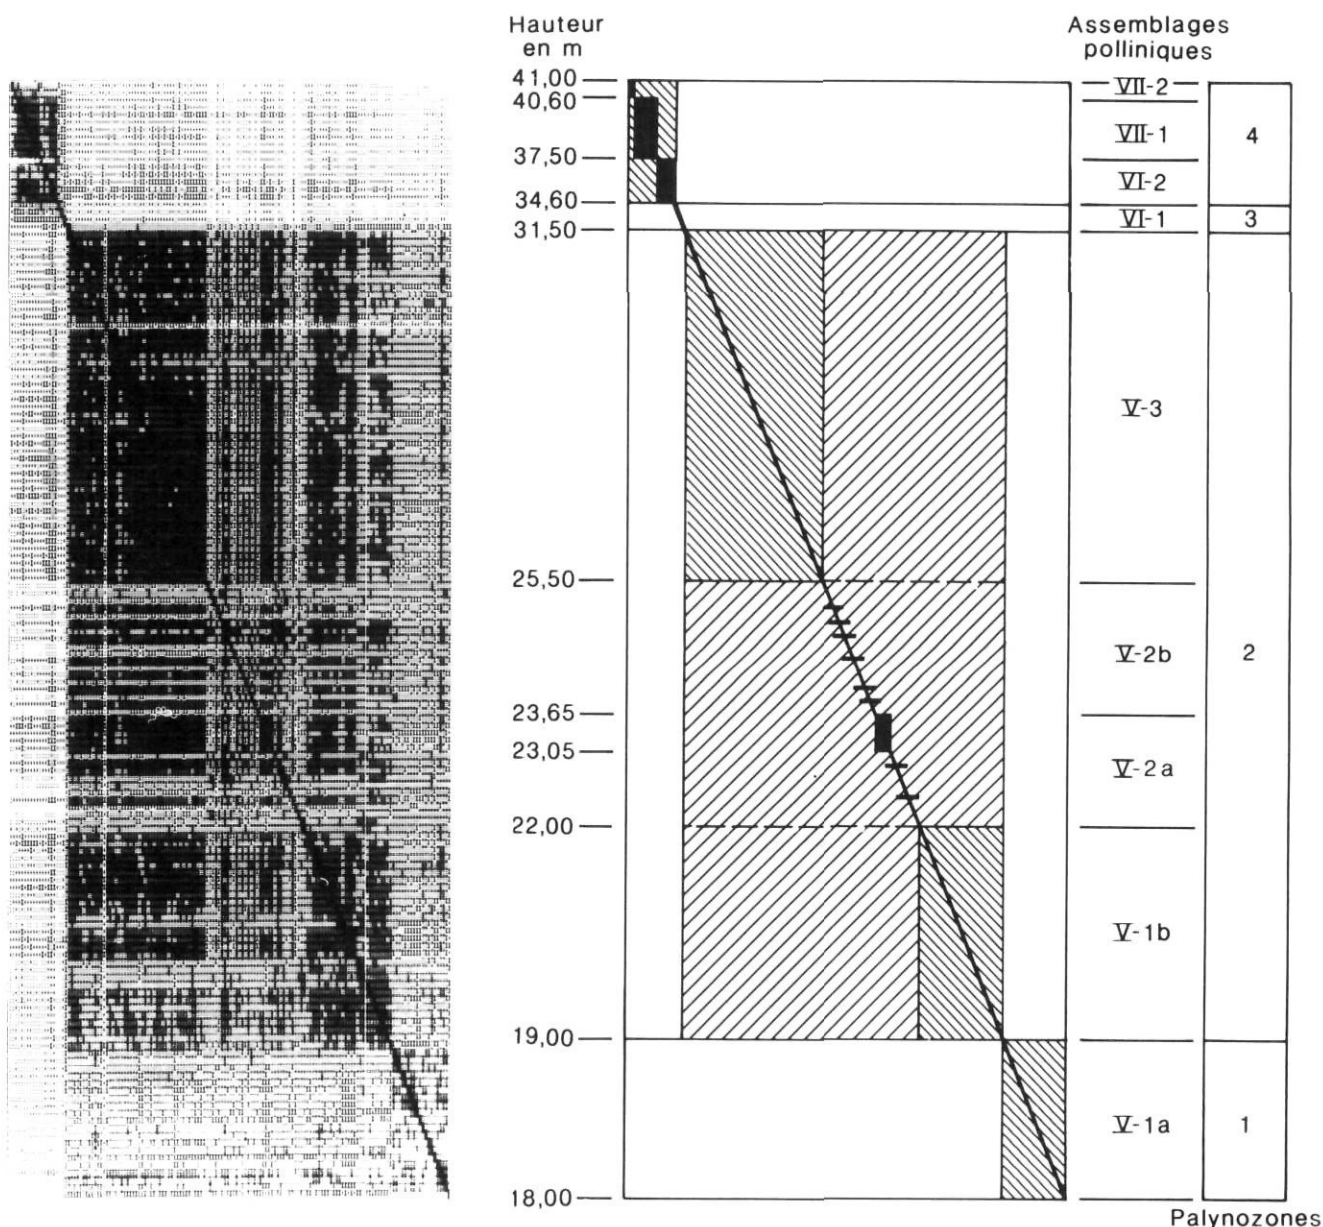 Hauteur
en m
Assemblages
polliniques
41,00
VII-2
40,60
VII-1
4
37,50
VI-2
34,60
VI-1
3
31,50
V-3
25,50
V-2b
2
23,65
23,05
V-2a
22,00
V-1b
19,00
V-1a
1
18,00
Palynozones